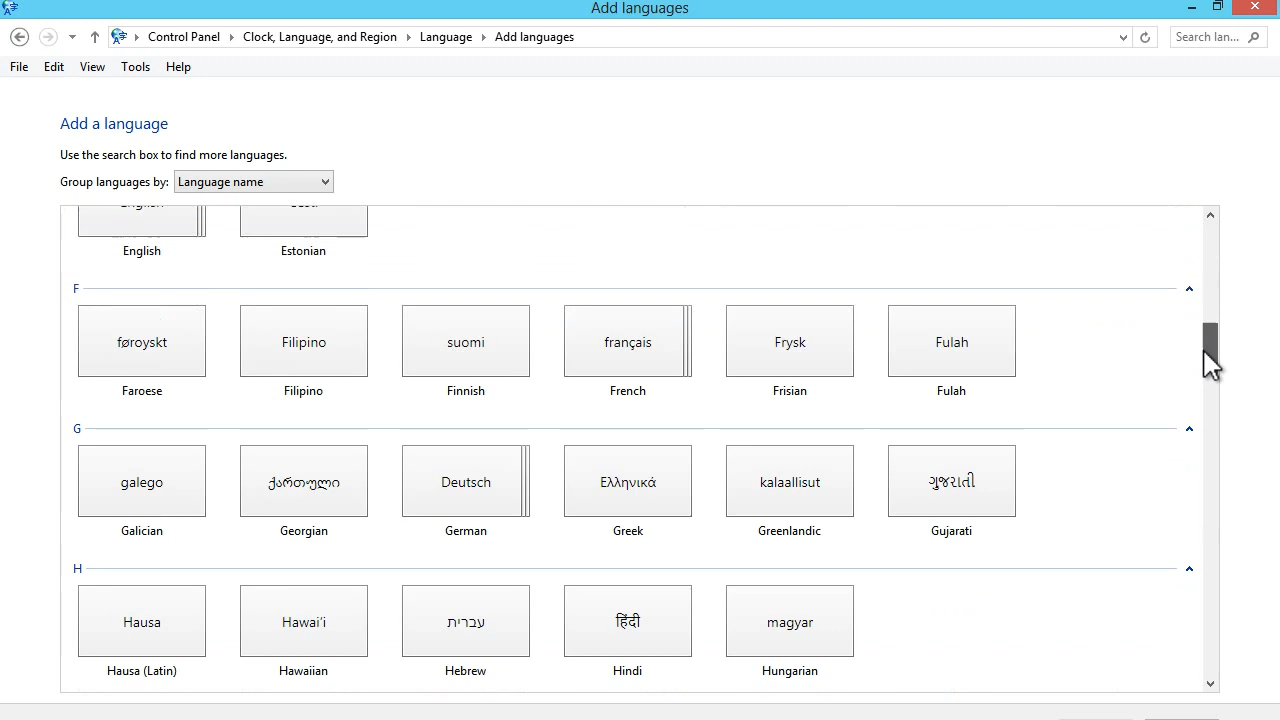 Add languages
Control Panel Clock, Language, and Region Language Add languages Search lan...
File Edit View Tools Help
Add a language
Use the search box to find more languages.
Group languages by: Language name
English
English Estonian
F
føroyskt Filipino suomi français Frysk Fulah
Faroese Filipino Finnish French Frisian Fulah
G
galego ქართული Deutsch Ελληνικά kalaallisut ગુજરાતી
Galician Georgian German Greek Greenlandic Gujarati
H
Hausa Hawaiʻi עברית हिंदी magyar
Hausa (Latin) Hawaiian Hebrew Hindi Hungarian